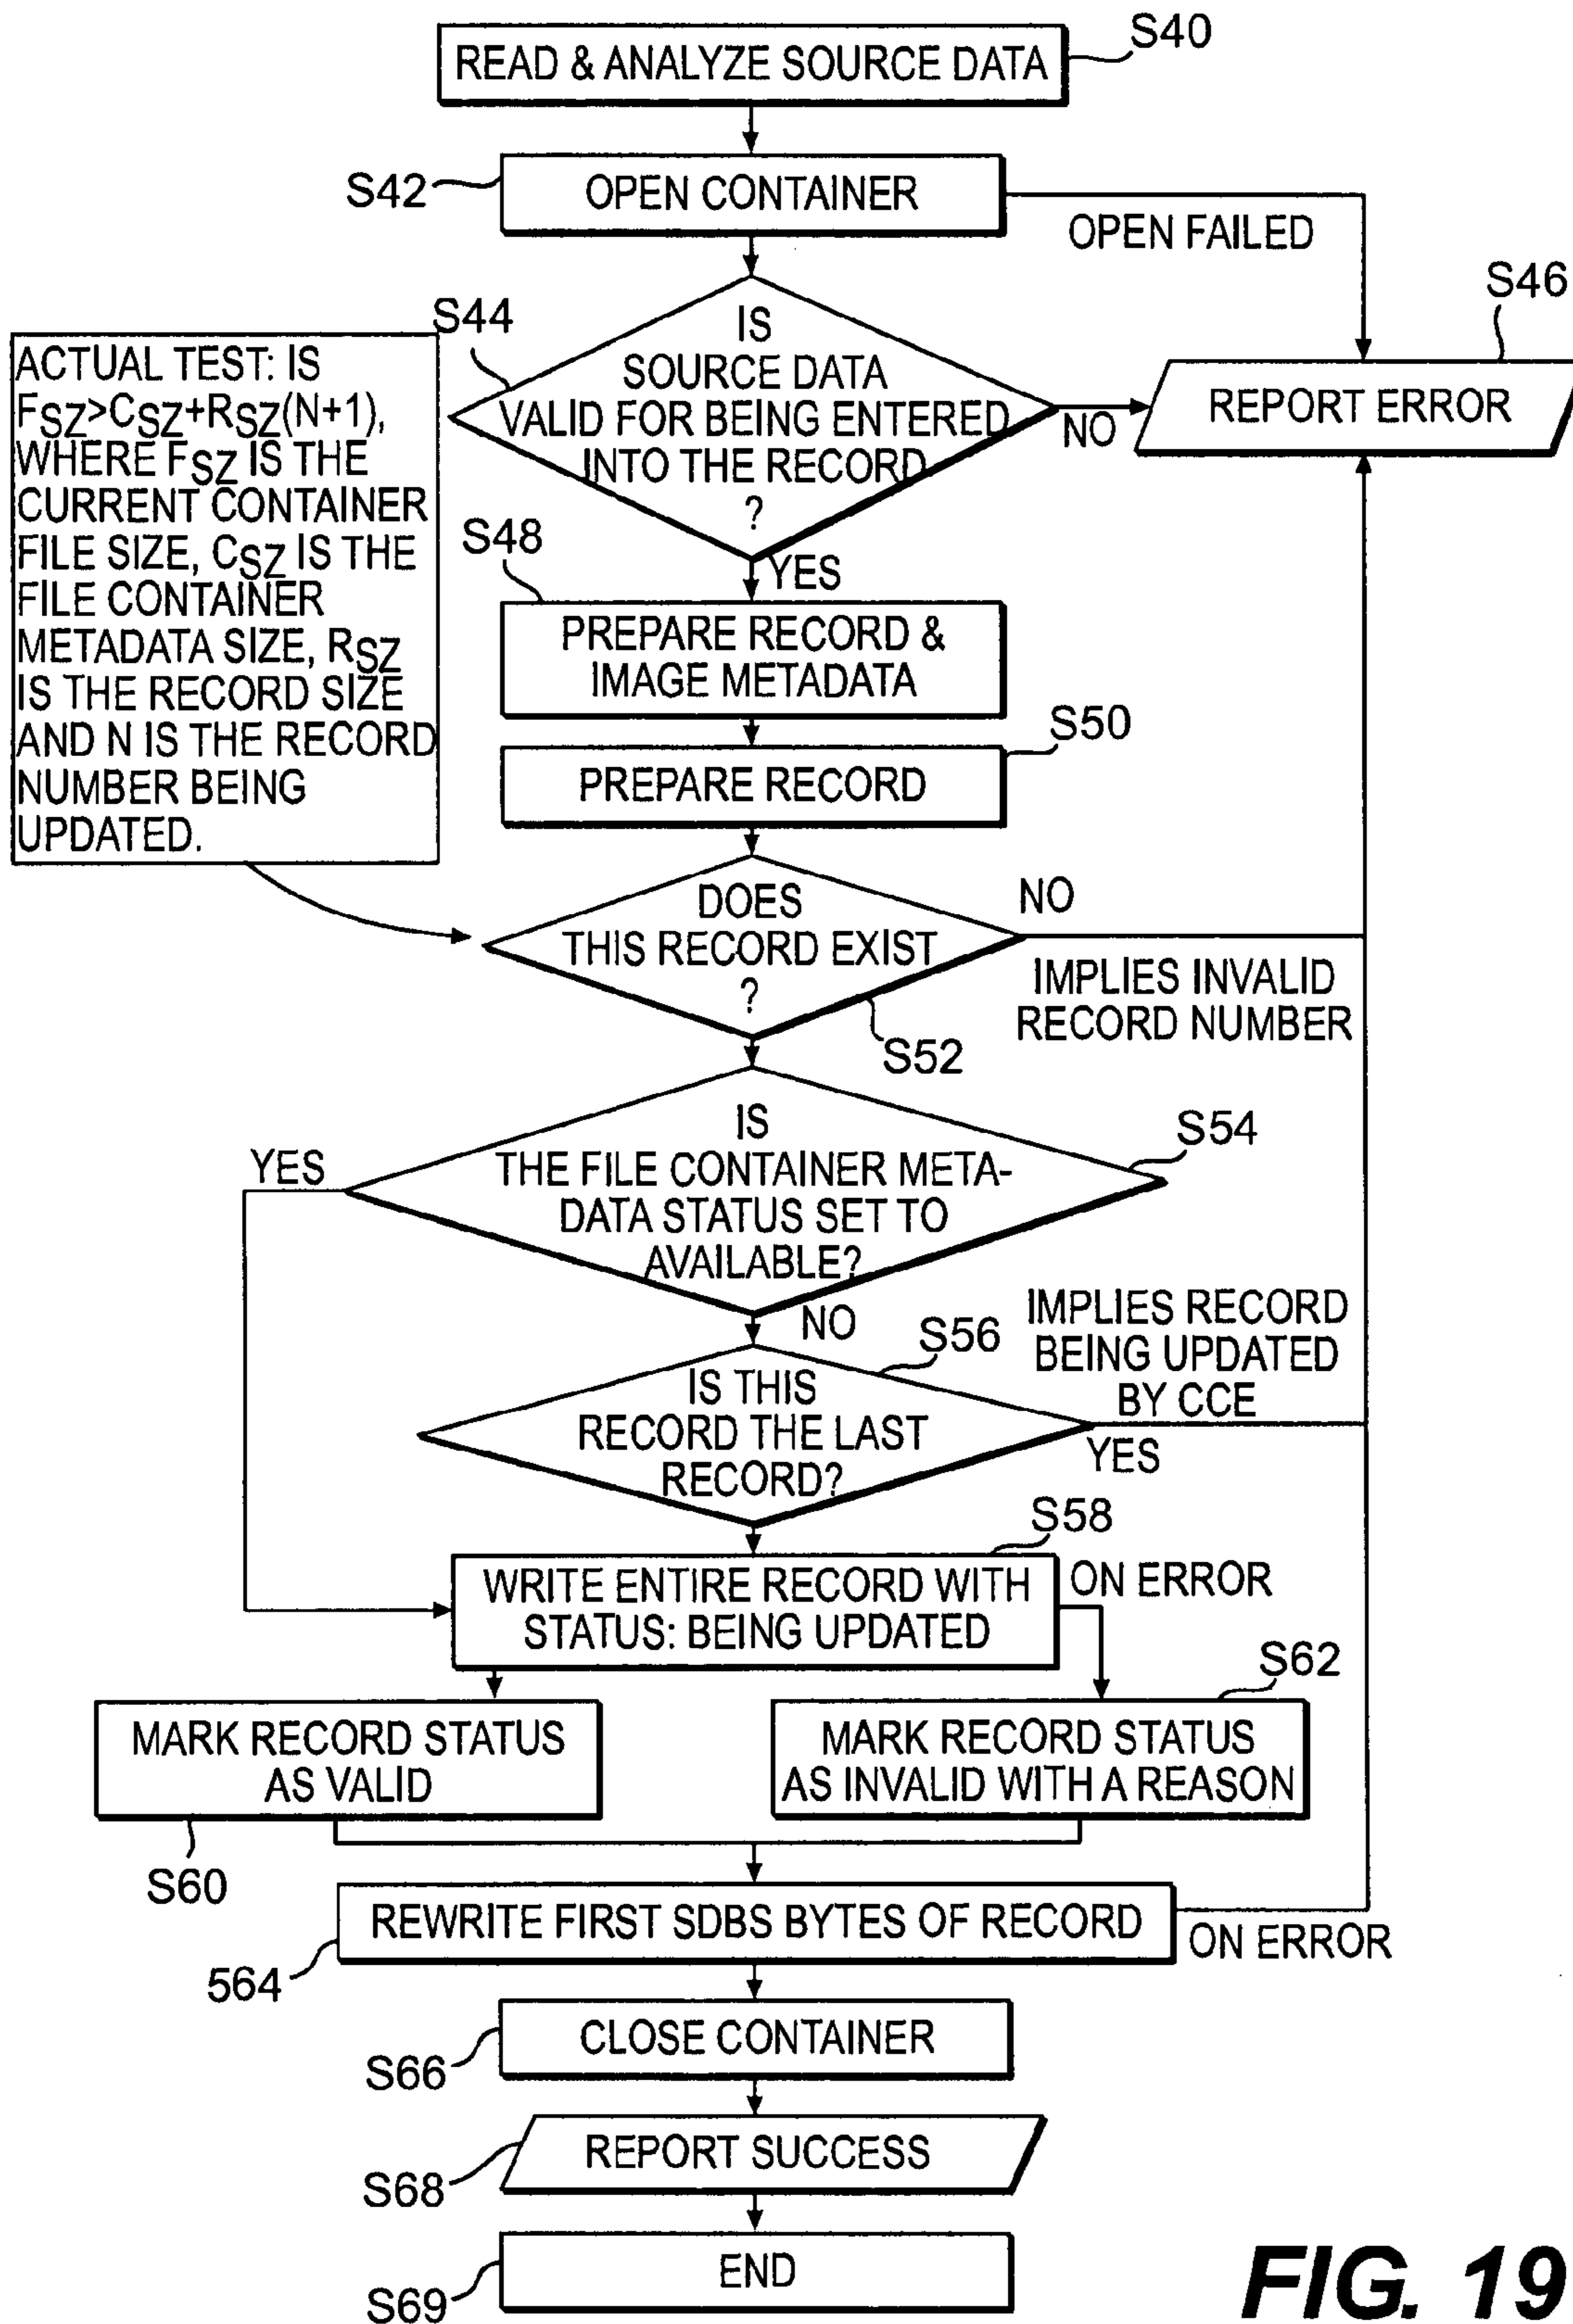 READ & ANALYZE SOURCE DATA
S40
S42
OPEN CONTAINER
OPEN FAILED
S46
REPORT ERROR
S44
IS
SOURCE DATA
VALID FOR BEING ENTERED
INTO THE RECORD
?
NO
YES
ACTUAL TEST: IS
FSZ>CSZ+RSZ(N+1),
WHERE FSZ IS THE
CURRENT CONTAINER
FILE SIZE, CSZ IS THE
FILE CONTAINER
METADATA SIZE, RSZ
IS THE RECORD SIZE
AND N IS THE RECORD
NUMBER BEING
UPDATED.
S48
PREPARE RECORD &
IMAGE METADATA
S50
PREPARE RECORD
DOES
THIS RECORD EXIST
?
NO
IMPLIES INVALID
RECORD NUMBER
S52
IS
THE FILE CONTAINER META-
DATA STATUS SET TO
AVAILABLE?
S54
YES
NO
S56
IS THIS
RECORD THE LAST
RECORD?
IMPLIES RECORD
BEING UPDATED
BY CCE
YES
S58
WRITE ENTIRE RECORD WITH
STATUS: BEING UPDATED
ON ERROR
MARK RECORD STATUS
AS VALID
S60
S62
MARK RECORD STATUS
AS INVALID WITH A REASON
REWRITE FIRST SDBS BYTES OF RECORD
ON ERROR
564
CLOSE CONTAINER
S66
REPORT SUCCESS
S68
END
S69
FIG. 19